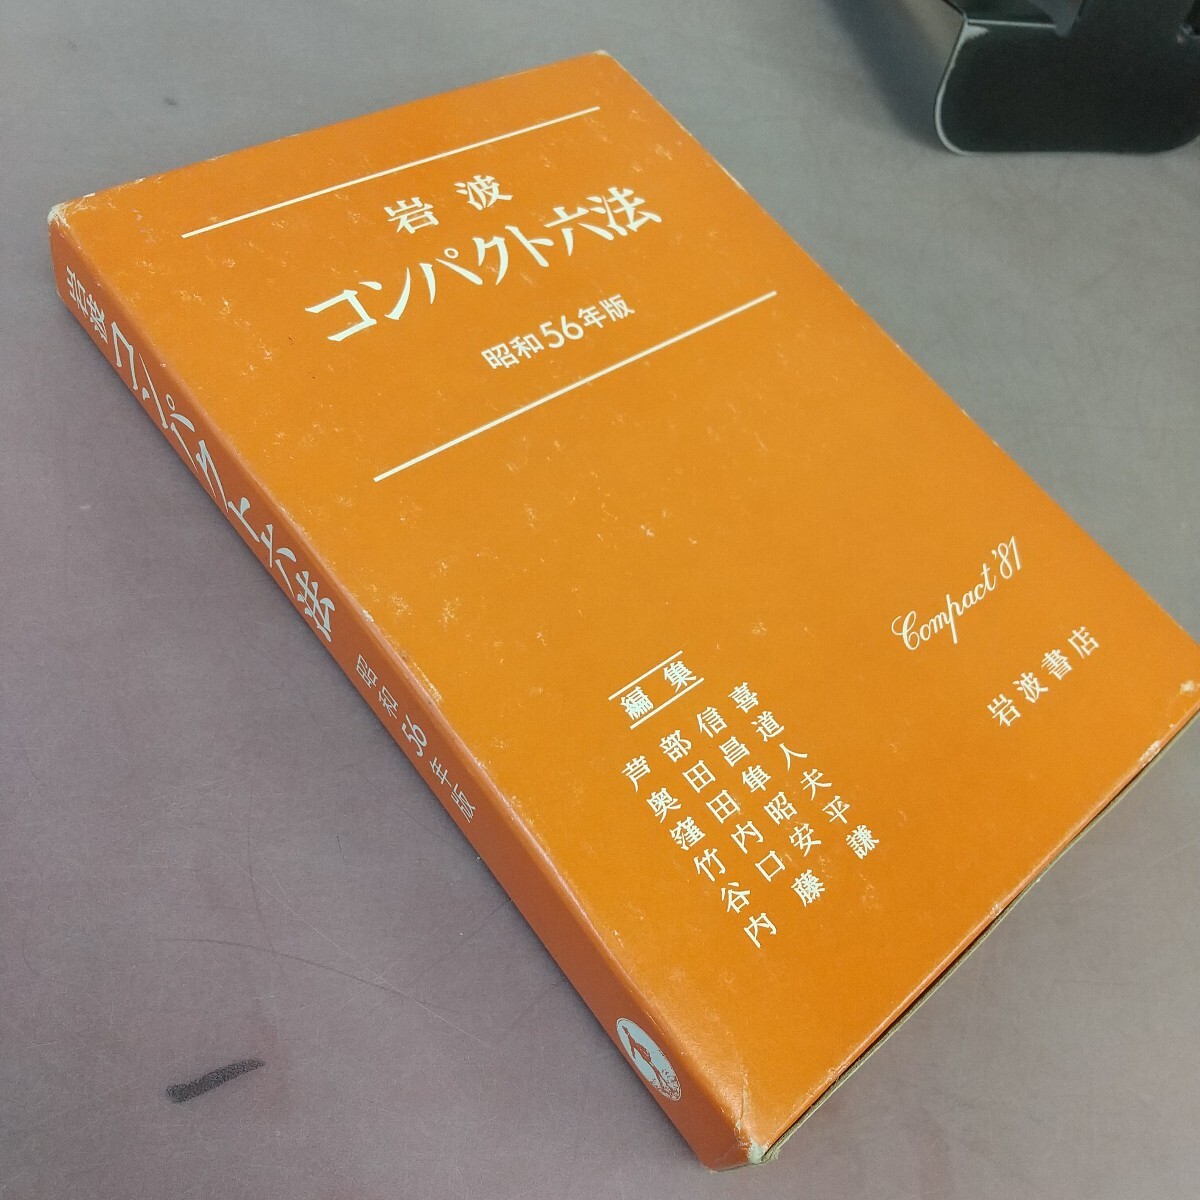 岩波
コンパクト六法
昭和56年版
Compact'81
岩波書店
編集
芦部信喜
奥田昌道
窪田隼人
竹内昭夫
谷口安平
内藤謙
岩波コンパクト六法 昭和56年版